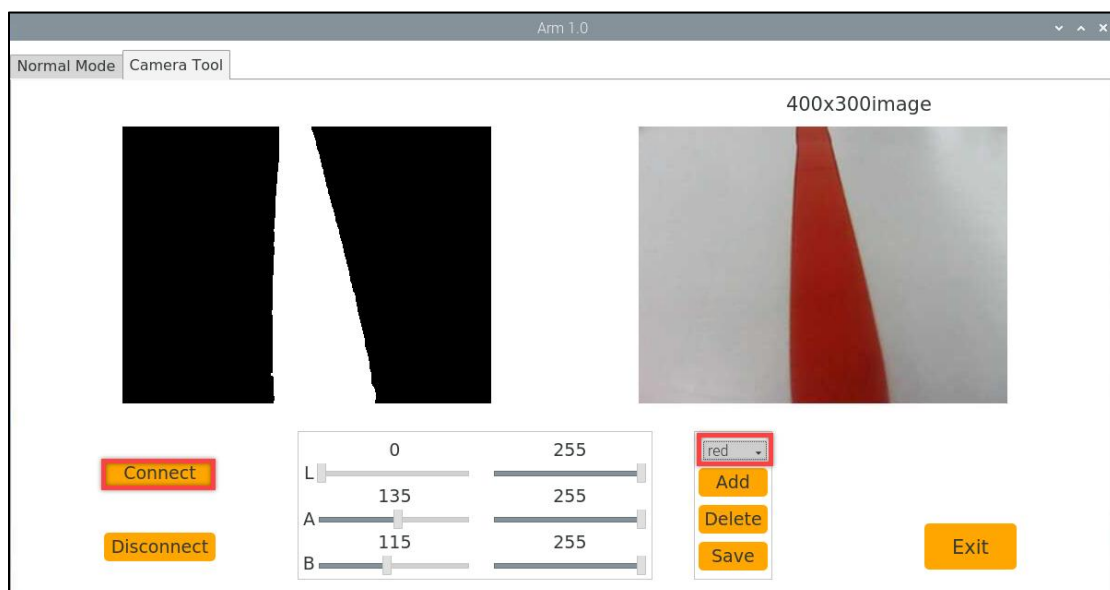 Arm 1.0
Normal Mode Camera Tool
400x300image
Connect
Disconnect
0 255
L
135 255
A
115 255
B
red
Add
Delete
Save
Exit